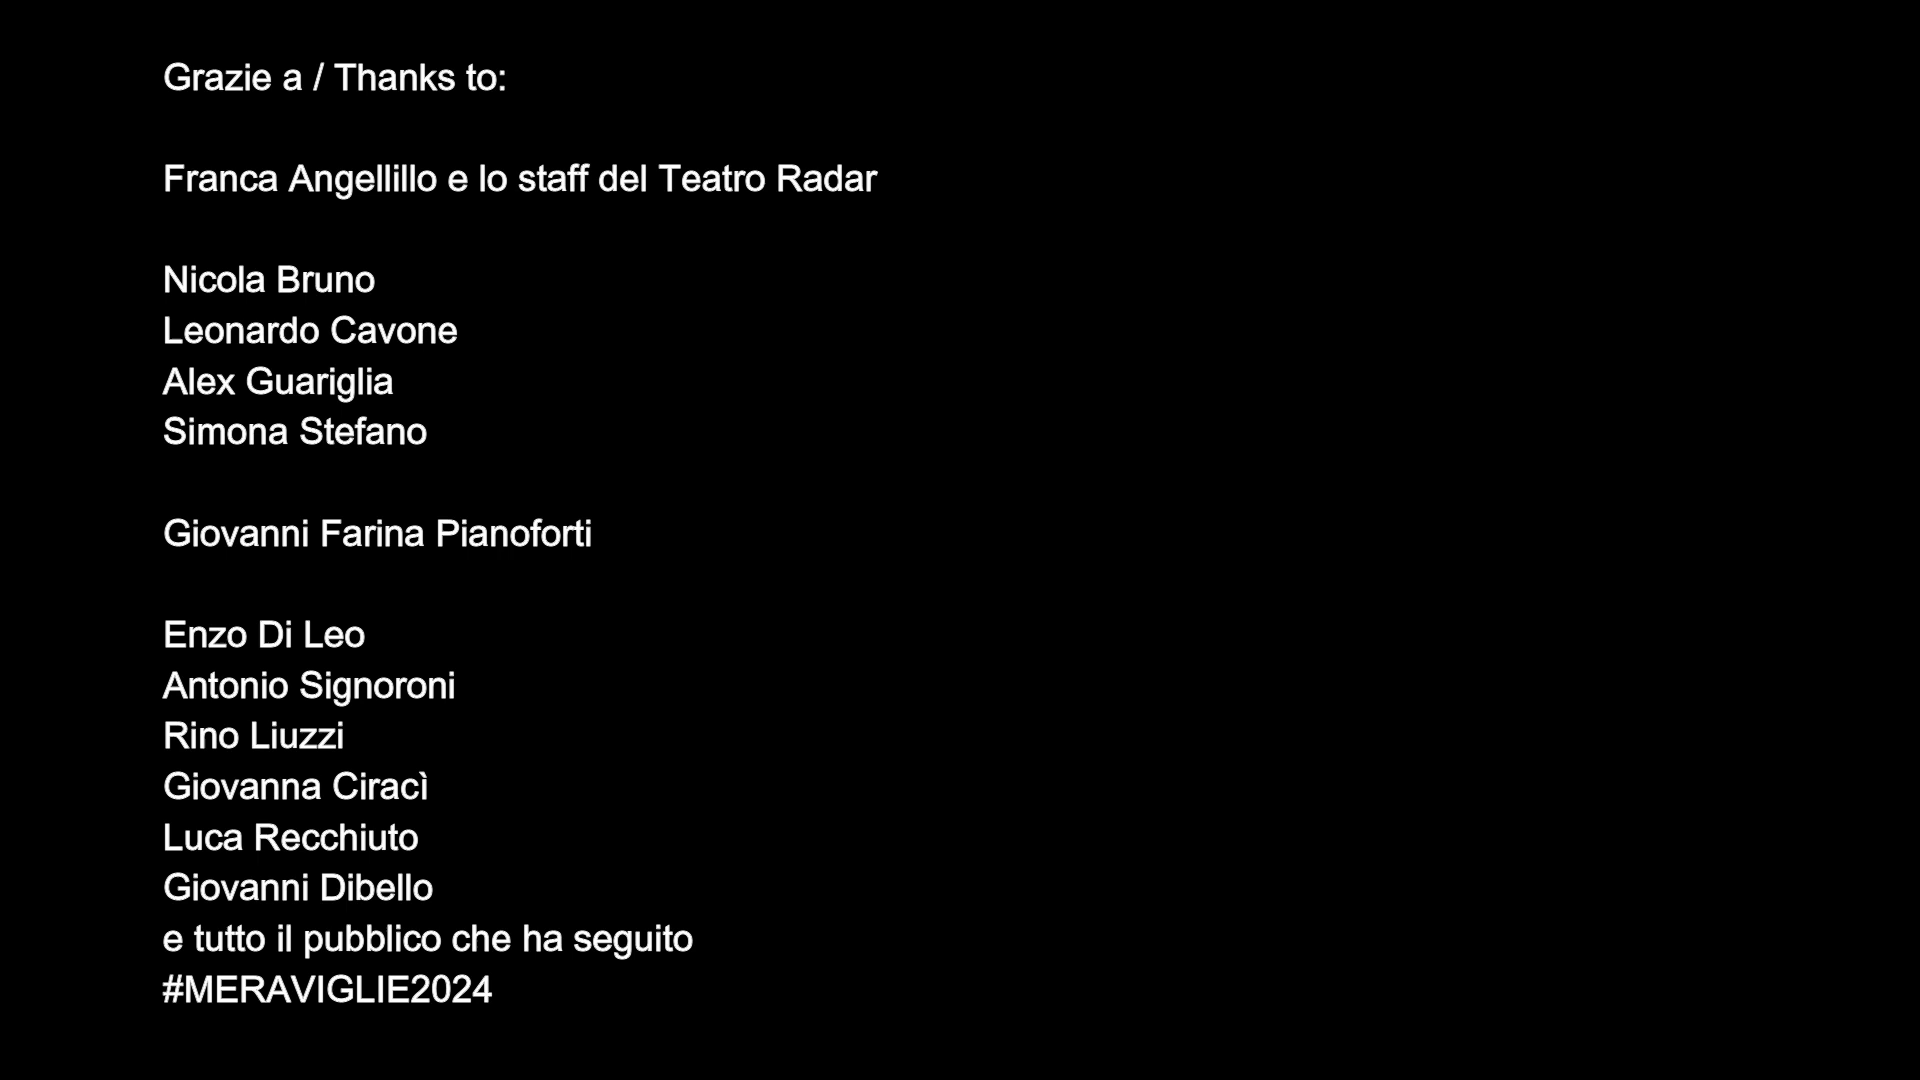 Grazie a / Thanks to:
Franca Angellillo e lo staff del Teatro Radar
Nicola Bruno
Leonardo Cavone
Alex Guariglia
Simona Stefano
Giovanni Farina Pianoforti
Enzo Di Leo
Antonio Signoroni
Rino Liuzzi
Giovanna Ciracì
Luca Recchiuto
Giovanni Dibello
e tutto il pubblico che ha seguito
#MERAVIGLIE2024